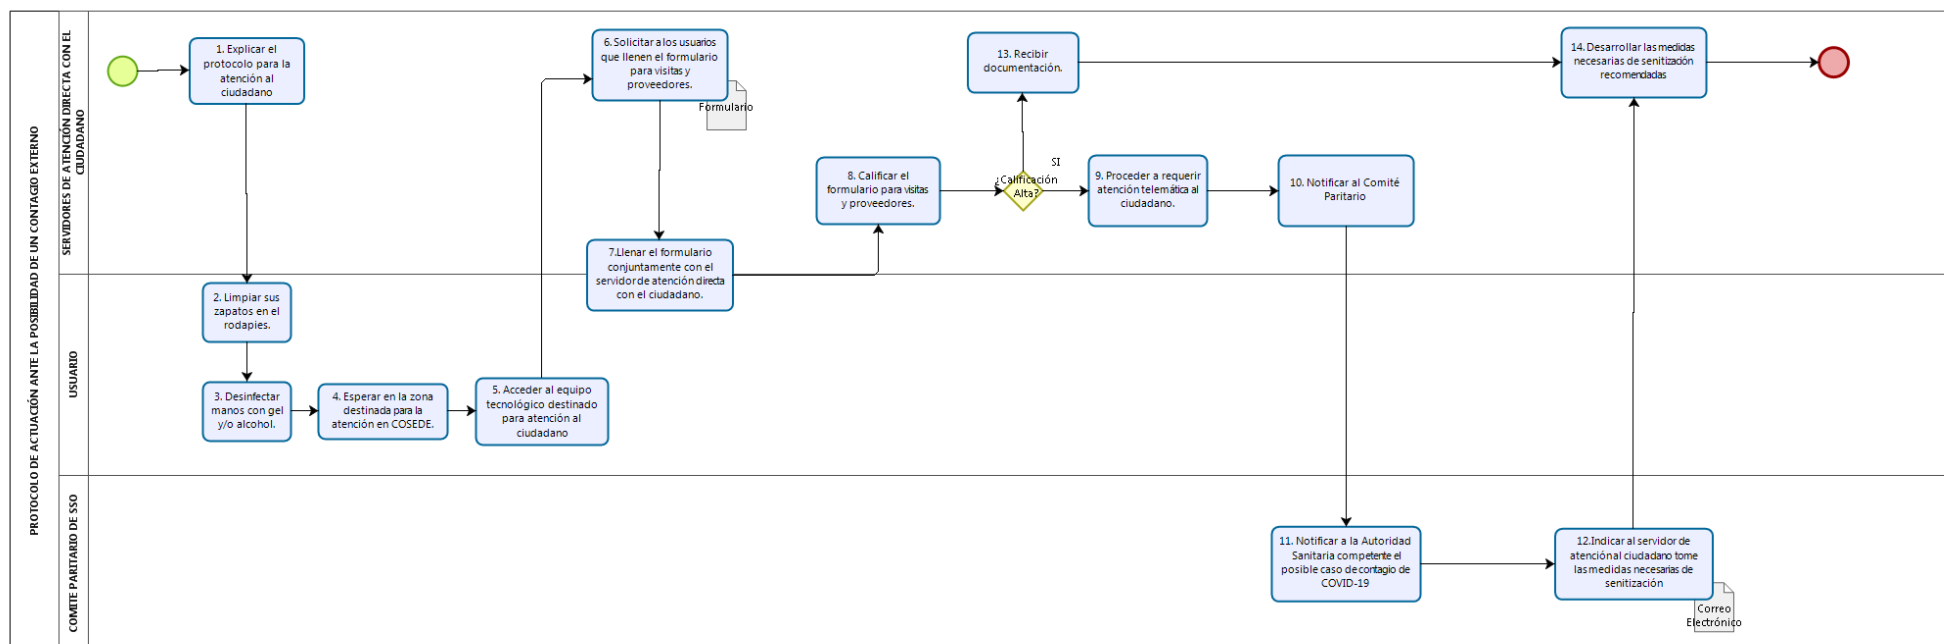 PROTOCOLO DE ACTUACIÓN ANTE LA POSIBILIDAD DE UN CONTAGIO EXTERNO
SERVIDORES DE ATENCIÓN DIRECTA CON EL
CIUDADANO
1. Explicar el
protocolo para la
atención al
ciudadano
6. Solicitar a los usuarios
que llenen el formulario
para visitas y
proveedores.
Formulario
7.Llenar el formulario
conjuntamente con el
servidor de atención directa
con el ciudadano.
8. Calificar el
formulario para visitas
y proveedores.
¿Calificación
Alta?
SI
9. Proceder a requerir
atención telemática al
ciudadano.
10. Notificar al Comité
Paritario
13. Recibir
documentación.
14. Desarrollar las medidas
necesarias de senitización
recomendadas
USUARIO
2. Limpiar sus
zapatos en el
rodapies.
3. Desinfectar
manos con gel
y/o alcohol.
4. Esperar en la zona
destinada para la
atención en COSEDE.
5. Acceder al equipo
tecnológico destinado
para atención al
ciudadano
COMITE PARITARIO DE SSO
11. Notificar a la Autoridad
Sanitaria competente el
posible caso de contagio de
COVID-19
12.Indicar al servidor de
atención al ciudadano tome
las medidas necesarias de
senitización
Correo
Electrónico